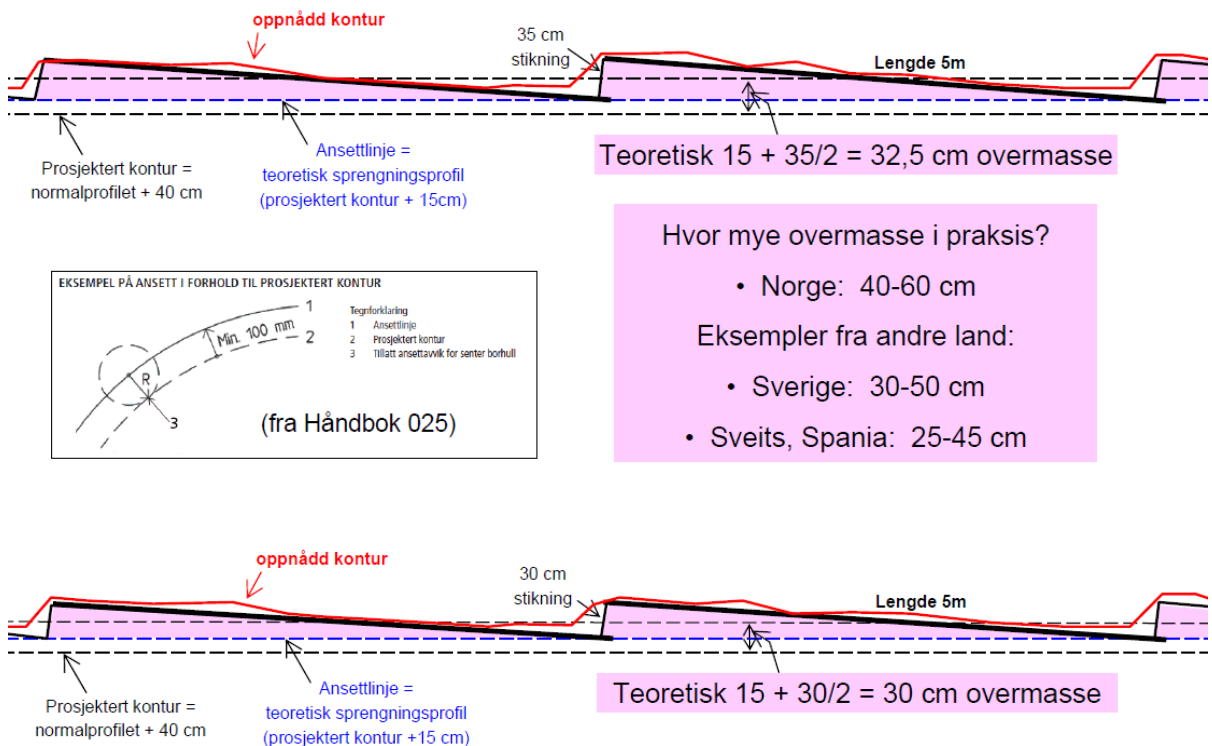 oppnådd kontur
35 cm
stikning
Lengde 5m
Prosjektert kontur =
normalprofilet + 40 cm
Ansettlinje =
teoretisk sprengningsprofil
(prosjektert kontur + 15cm)
Teoretisk 15 + 35/2 = 32,5 cm overmasse
Hvor mye overmasse i praksis?
• Norge: 40-60 cm
Eksempler fra andre land:
• Sverige: 30-50 cm
• Sveits, Spania: 25-45 cm
EKSEMPEL PÅ ANSETT I FORHOLD TIL PROSJEKTERT KONTUR
1
Min. 100 mm
2
R
3
Tegnforklaring
1 Ansettlinje
2 Prosjektert kontur
3 Tillatt ansettavvik for senter borhull
(fra Håndbok 025)
oppnådd kontur
30 cm
stikning
Lengde 5m
Prosjektert kontur =
normalprofilet + 40 cm
Ansettlinje =
teoretisk sprengningsprofil
(prosjektert kontur +15 cm)
Teoretisk 15 + 30/2 = 30 cm overmasse